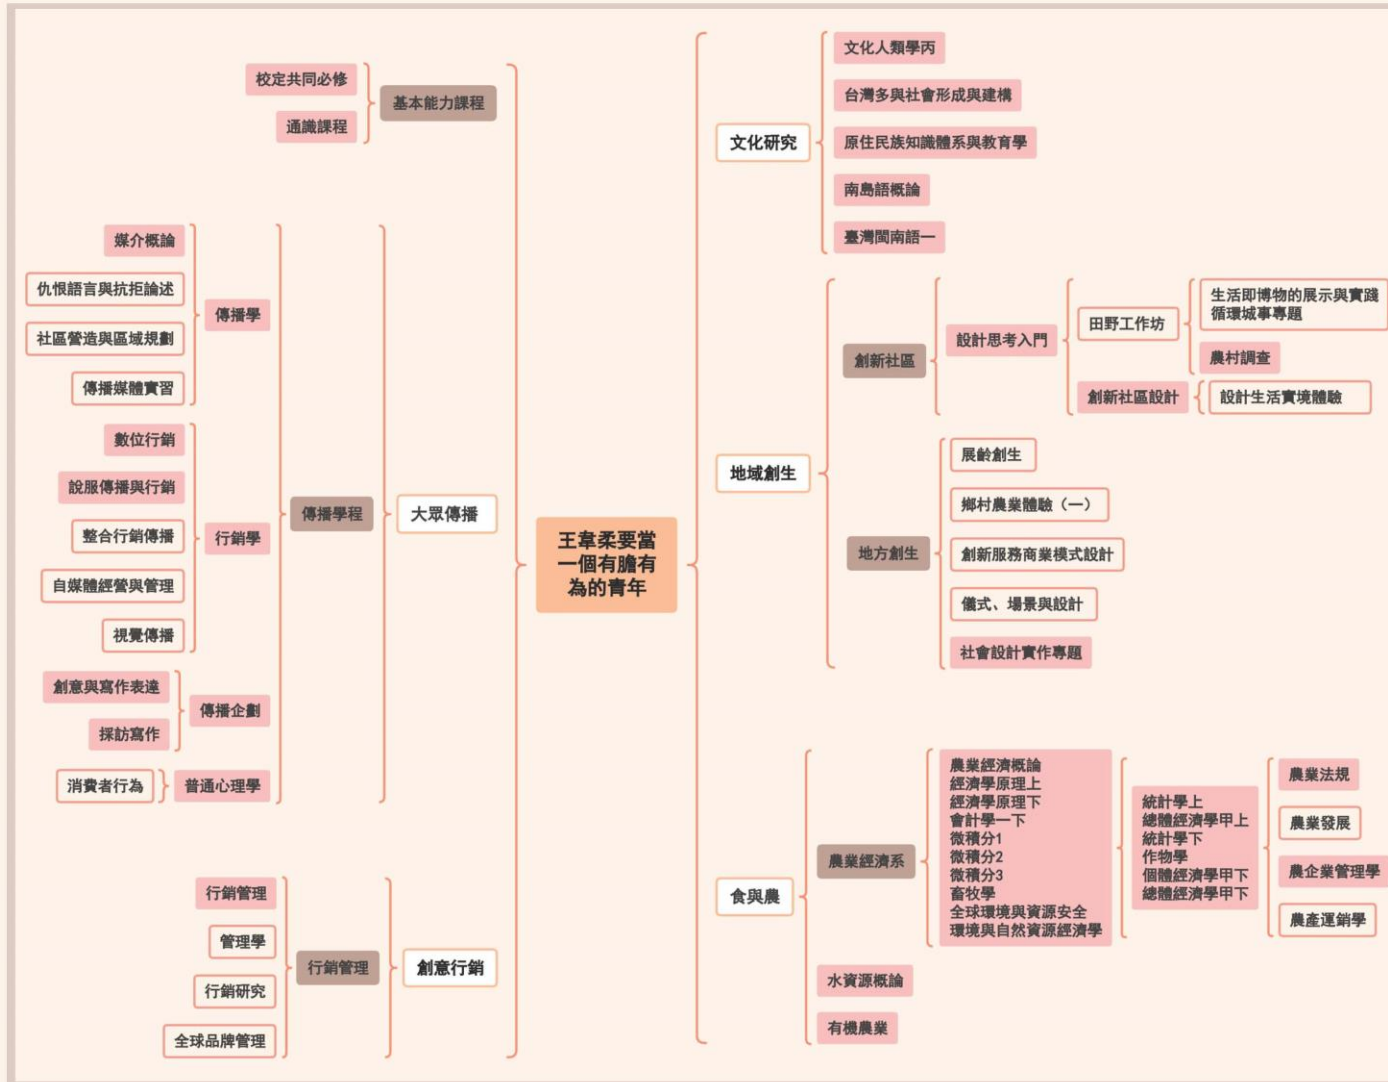 王韋柔要當
一個有膽有
為的青年
基本能力課程
校定共同必修
通識課程
大眾傳播
傳播學程
傳播學
媒介概論
仇恨語言與抗拒論述
社區營造與區域規劃
傳播媒體實習
行銷學
數位行銷
說服傳播與行銷
整合行銷傳播
自媒體經營與管理
視覺傳播
傳播企劃
創意與寫作表達
採訪寫作
普通心理學
消費者行為
創意行銷
行銷管理
行銷管理
管理學
行銷研究
全球品牌管理
文化研究
文化人類學丙
台灣多與社會形成與建構
原住民族知識體系與教育學
南島語概論
臺灣閩南語一
地域創生
創新社區
設計思考入門
田野工作坊
生活即博物的展示與實踐
循環城事專題
農村調查
創新社區設計
設計生活實境體驗
地方創生
展齡創生
鄉村農業體驗（一）
創新服務商業模式設計
儀式、場景與設計
社會設計實作專題
食與農
農業經濟系
農業經濟概論
經濟學原理上
經濟學原理下
會計學一下
微積分1
微積分2
微積分3
畜牧學
全球環境與資源安全
環境與自然資源經濟學
統計學上
總體經濟學甲上
統計學下
作物學
個體經濟學甲下
總體經濟學甲下
農業法規
農業發展
農企業管理學
農產運銷學
水資源概論
有機農業